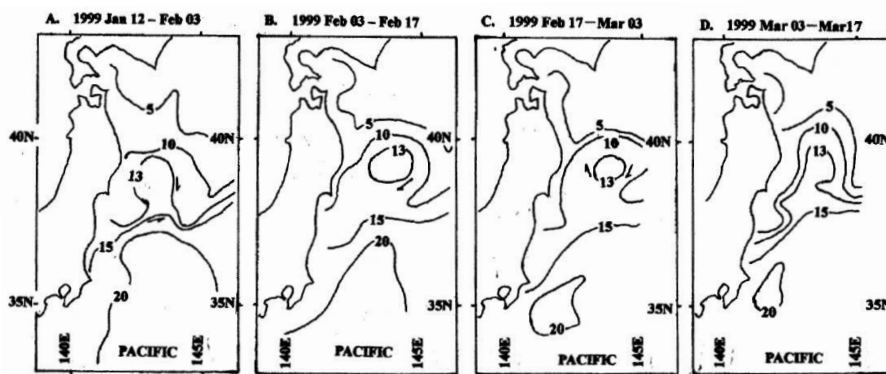 A. 1999 Jan 12 – Feb 03
5
40N
10
13
15
20
35N
140E
PACIFIC
145E
B. 1999 Feb 03 – Feb 17
5
40N
10
13
15
20
35N
140E
PACIFIC
145E
C. 1999 Feb 17 — Mar 03
5
40N
10
13
15
20
35N
140E
PACIFIC
145E
D. 1999 Mar 03 — Mar17
5
40N
10
13
15
20
35N
140E
PACIFIC
145E